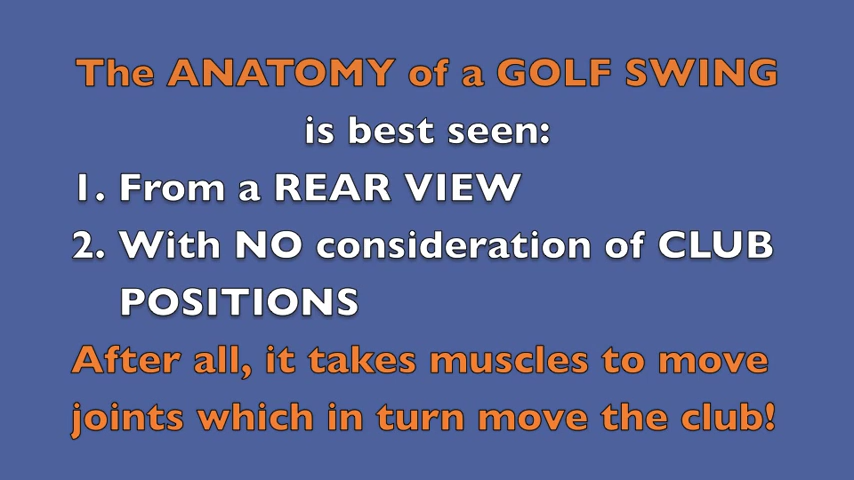 The ANATOMY of a GOLF SWING
is best seen:
1. From a REAR VIEW
2. With NO consideration of CLUB
POSITIONS
After all, it takes muscles to move
joints which in turn move the club!